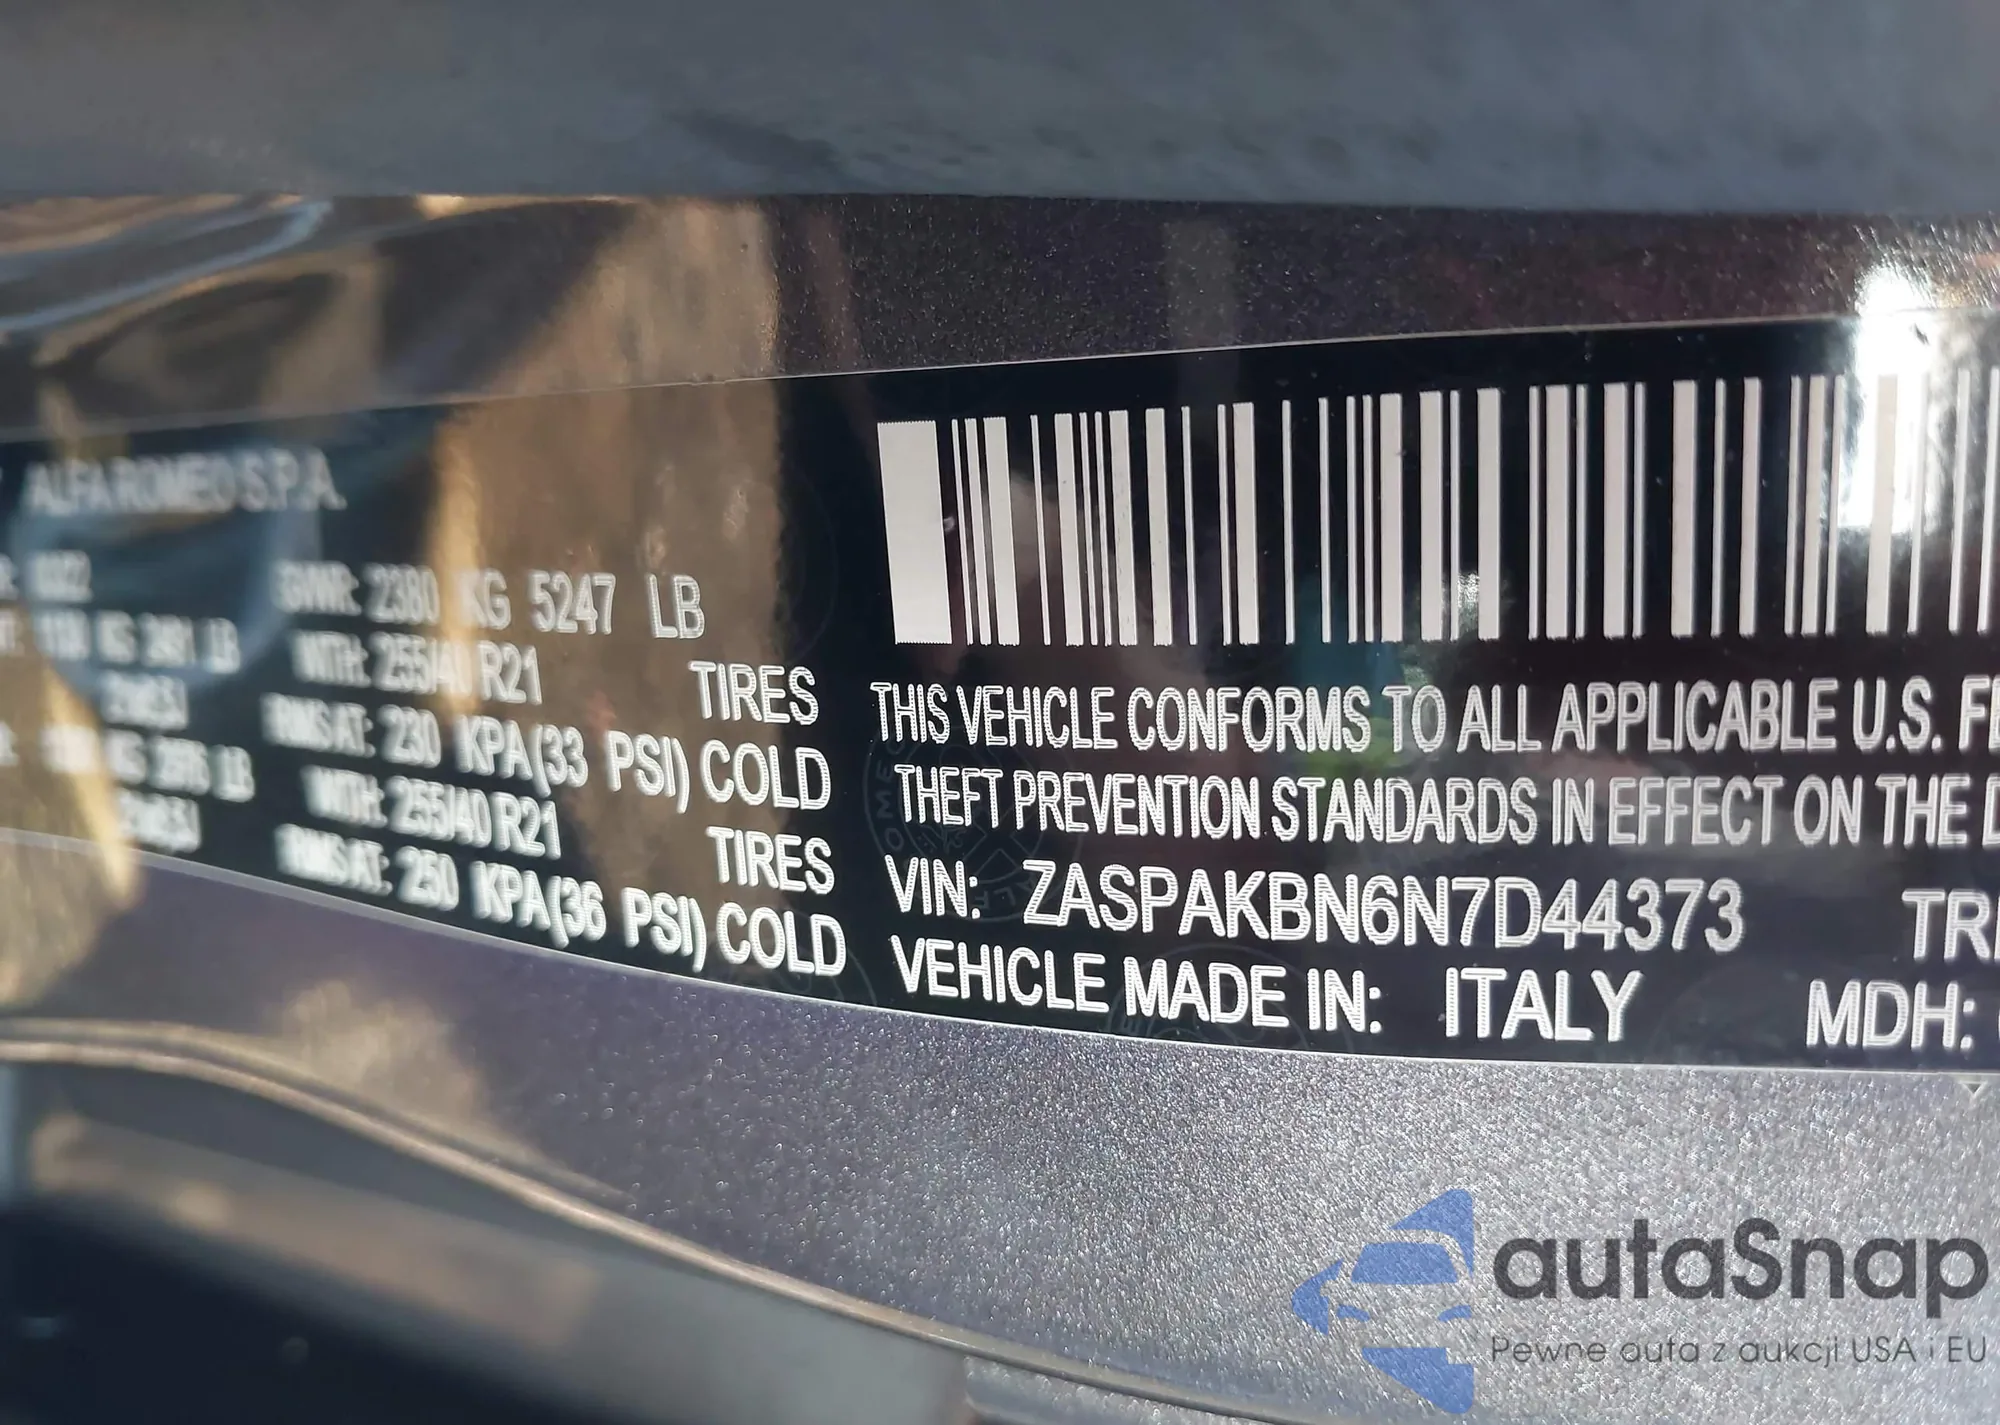 ALFA ROMEO S.P.A.
GVWR: 2380 KG 5247 LB
WITH: 255/40 R21 TIRES
RIMS AT: 230 KPA(33 PSI) COLD
WITH: 255/40 R21 TIRES
RIMS AT: 250 KPA(36 PSI) COLD
THIS VEHICLE CONFORMS TO ALL APPLICABLE U.S. FE
THEFT PREVENTION STANDARDS IN EFFECT ON THE D
VIN: ZASPAKBN6N7D44373 TRI
VEHICLE MADE IN: ITALY MDH:
autaSnap
Pewne auta z aukcji USA i EU